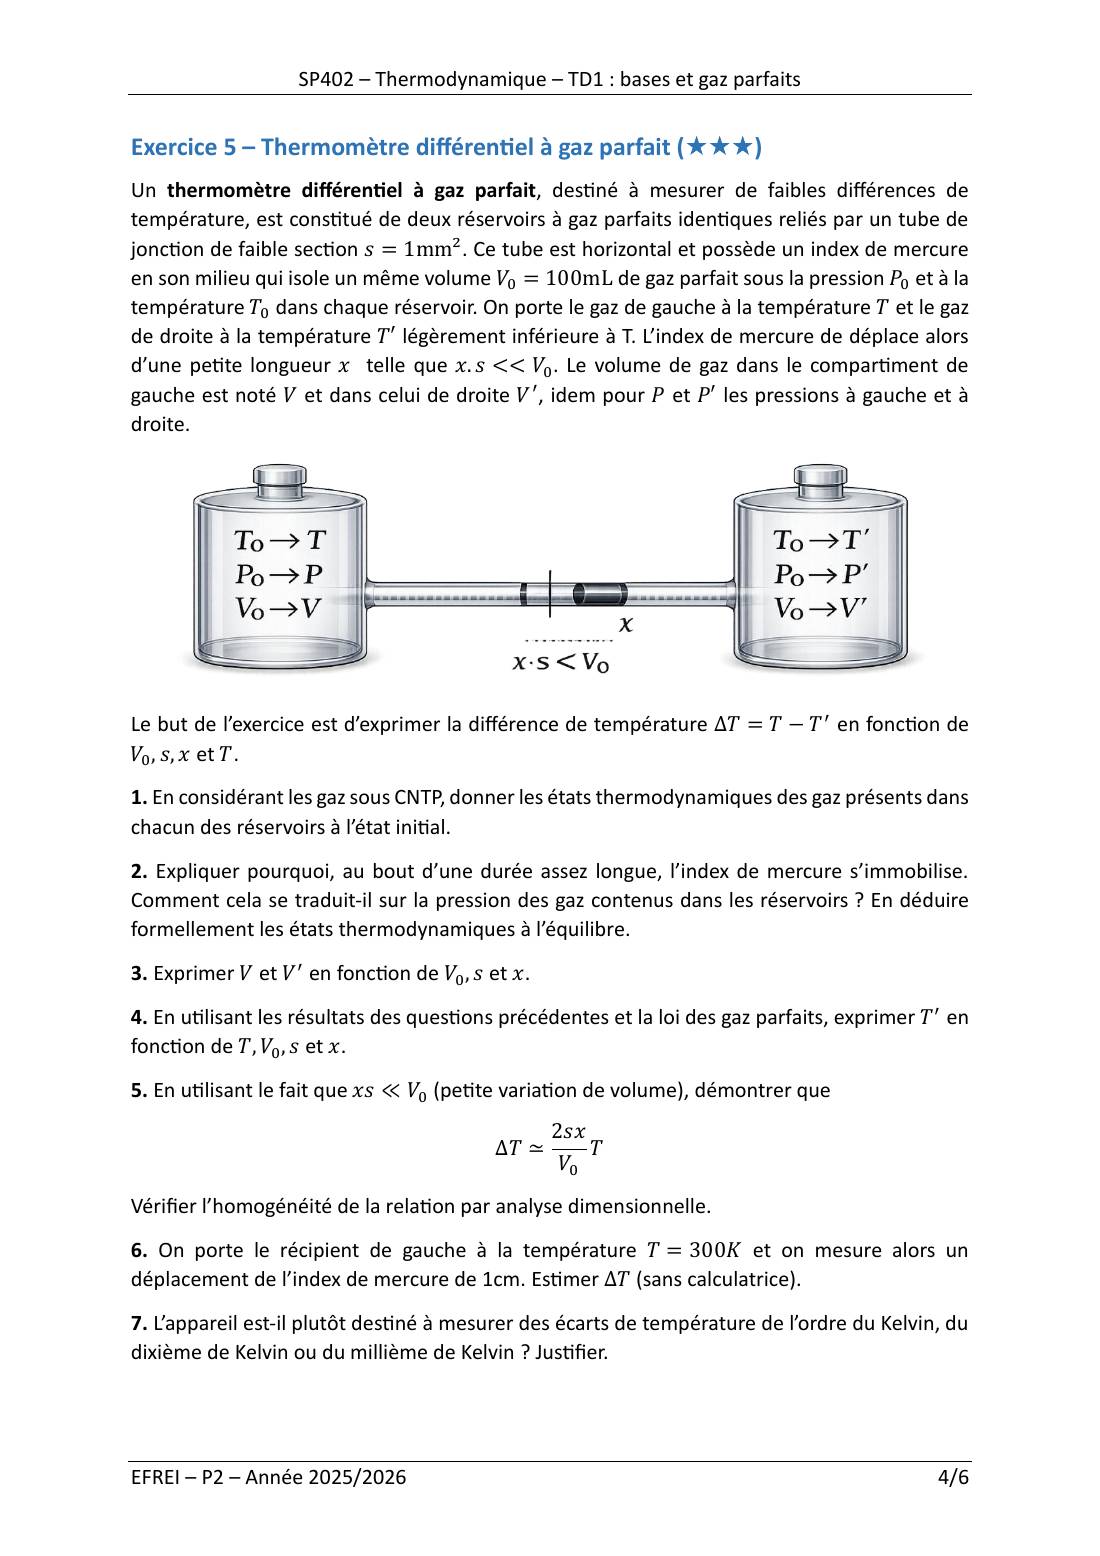 SP402 – Thermodynamique – TD1 : bases et gaz parfaits
Exercice 5 – Thermomètre différentiel à gaz parfait (★★★)
Un thermomètre différentiel à gaz parfait, destiné à mesurer de faibles différences de
température, est constitué de deux réservoirs à gaz parfaits identiques reliés par un tube de
jonction de faible section s = 1mm². Ce tube est horizontal et possède un index de mercure
en son milieu qui isole un même volume V₀ = 100mL de gaz parfait sous la pression P₀ et à la
température T₀ dans chaque réservoir. On porte le gaz de gauche à la température T et le gaz
de droite à la température T′ légèrement inférieure à T. L’index de mercure de déplace alors
d’une petite longueur x telle que x. s << V₀. Le volume de gaz dans le compartiment de
gauche est noté V et dans celui de droite V′, idem pour P et P′ les pressions à gauche et à
droite.
T₀→T
P₀→P
V₀→V
T₀→T′
P₀→P′
V₀→V′
x
x·s < V₀
Le but de l’exercice est d’exprimer la différence de température ΔT = T − T′ en fonction de
V₀, s, x et T.
1. En considérant les gaz sous CNTP, donner les états thermodynamiques des gaz présents dans
chacun des réservoirs à l’état initial.
2. Expliquer pourquoi, au bout d’une durée assez longue, l’index de mercure s’immobilise.
Comment cela se traduit-il sur la pression des gaz contenus dans les réservoirs ? En déduire
formellement les états thermodynamiques à l’équilibre.
3. Exprimer V et V′ en fonction de V₀, s et x.
4. En utilisant les résultats des questions précédentes et la loi des gaz parfaits, exprimer T′ en
fonction de T, V₀, s et x.
5. En utilisant le fait que xs ≪ V₀ (petite variation de volume), démontrer que
ΔT ≃ 2sx/V₀ T
Vérifier l’homogénéité de la relation par analyse dimensionnelle.
6. On porte le récipient de gauche à la température T = 300K et on mesure alors un
déplacement de l’index de mercure de 1cm. Estimer ΔT (sans calculatrice).
7. L’appareil est-il plutôt destiné à mesurer des écarts de température de l’ordre du Kelvin, du
dixième de Kelvin ou du millième de Kelvin ? Justifier.
EFREI – P2 – Année 2025/2026 4/6